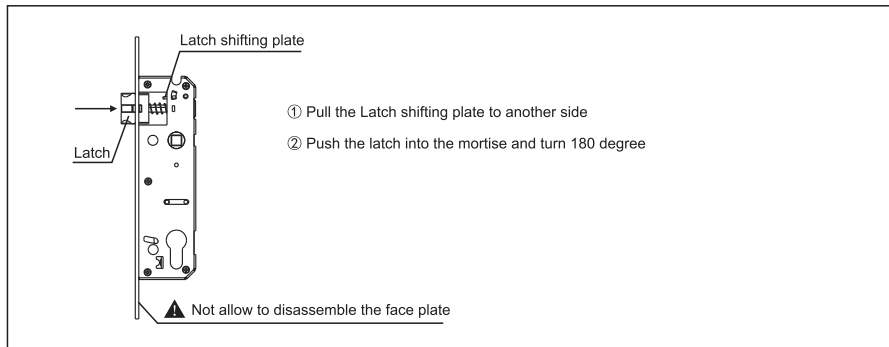 Latch shifting plate
① Pull the Latch shifting plate to another side
② Push the latch into the mortise and turn 180 degree
Latch
Not allow to disassemble the face plate